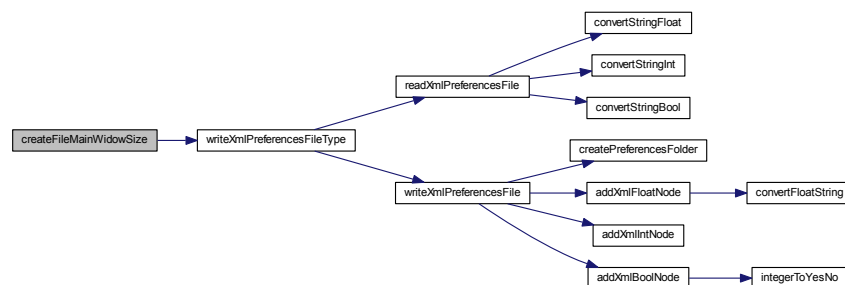 convertStringFloat
convertStringInt
readXmlPreferencesFile
convertStringBool
createFileMainWidowSize
writeXmlPreferencesFileType
createPreferencesFolder
writeXmlPreferencesFile
addXmlFloatNode
convertFloatString
addXmlIntNode
addXmlBoolNode
integerToYesNo